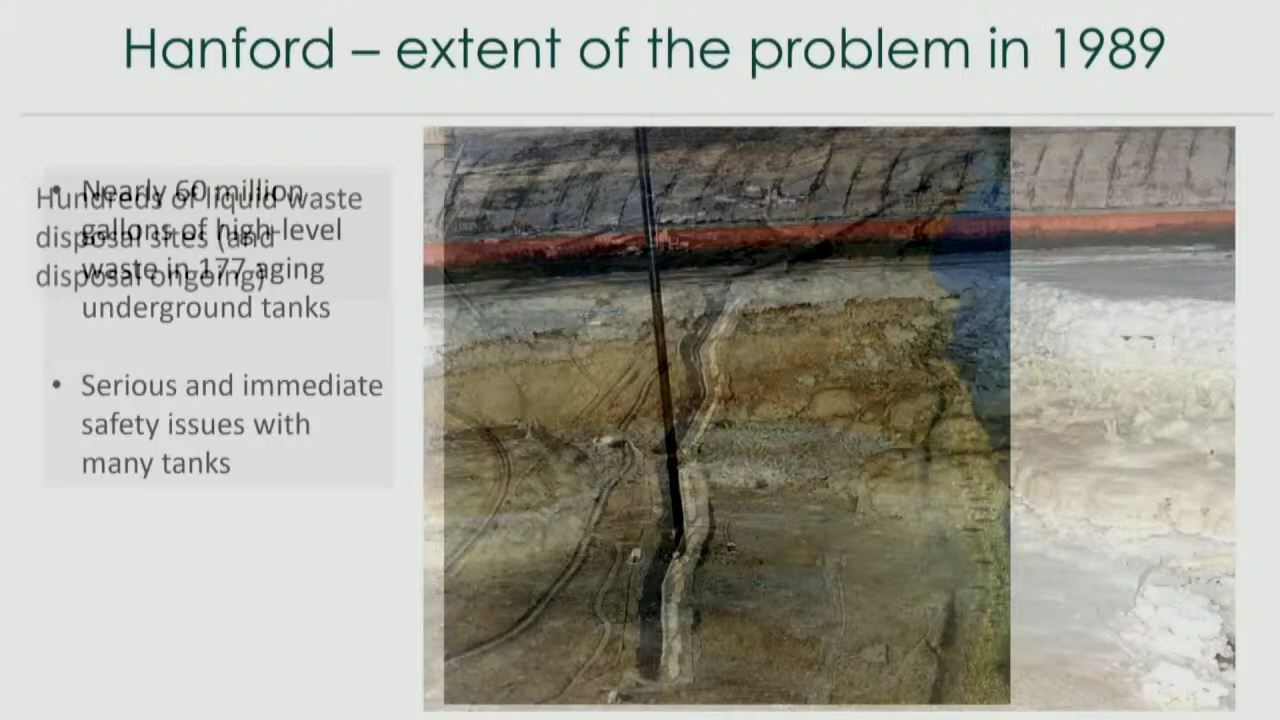 Hanford – extent of the problem in 1989
Hundreds of liquid waste
disposal sites (and
disposal ongoing)
• Nearly 60 million
gallons of high-level
waste in 177 aging
underground tanks
• Serious and immediate
safety issues with
many tanks